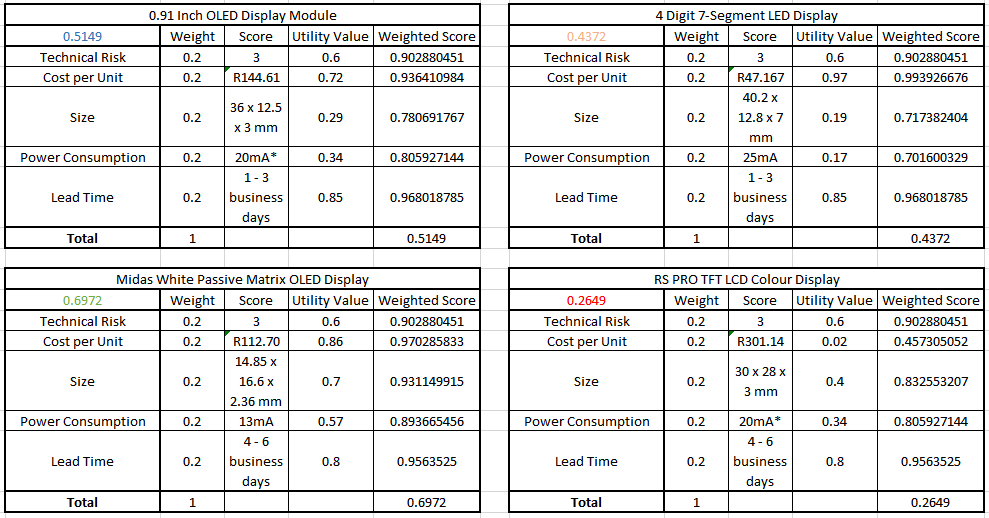 0.91 Inch OLED Display Module
0.5149 Weight Score Utility Value Weighted Score
Technical Risk 0.2 3 0.6 0.902880451
Cost per Unit 0.2 R144.61 0.72 0.936410984
Size 0.2 36 x 12.5 x 3 mm 0.29 0.780691767
Power Consumption 0.2 20mA* 0.34 0.805927144
Lead Time 0.2 1 - 3 business days 0.85 0.968018785
Total 1 0.5149
4 Digit 7-Segment LED Display
0.4372 Weight Score Utility Value Weighted Score
Technical Risk 0.2 3 0.6 0.902880451
Cost per Unit 0.2 R47.167 0.97 0.993926676
Size 0.2 40.2 x 12.8 x 7 mm 0.19 0.717382404
Power Consumption 0.2 25mA 0.17 0.701600329
Lead Time 0.2 1 - 3 business days 0.85 0.968018785
Total 1 0.4372
Midas White Passive Matrix OLED Display
0.6972 Weight Score Utility Value Weighted Score
Technical Risk 0.2 3 0.6 0.902880451
Cost per Unit 0.2 R112.70 0.86 0.970285833
Size 0.2 14.85 x 16.6 x 2.36 mm 0.7 0.931149915
Power Consumption 0.2 13mA 0.57 0.893665456
Lead Time 0.2 4 - 6 business days 0.8 0.9563525
Total 1 0.6972
RS PRO TFT LCD Colour Display
0.2649 Weight Score Utility Value Weighted Score
Technical Risk 0.2 3 0.6 0.902880451
Cost per Unit 0.2 R301.14 0.02 0.457305052
Size 0.2 30 x 28 x 3 mm 0.4 0.832553207
Power Consumption 0.2 20mA* 0.34 0.805927144
Lead Time 0.2 4 - 6 business days 0.8 0.9563525
Total 1 0.2649